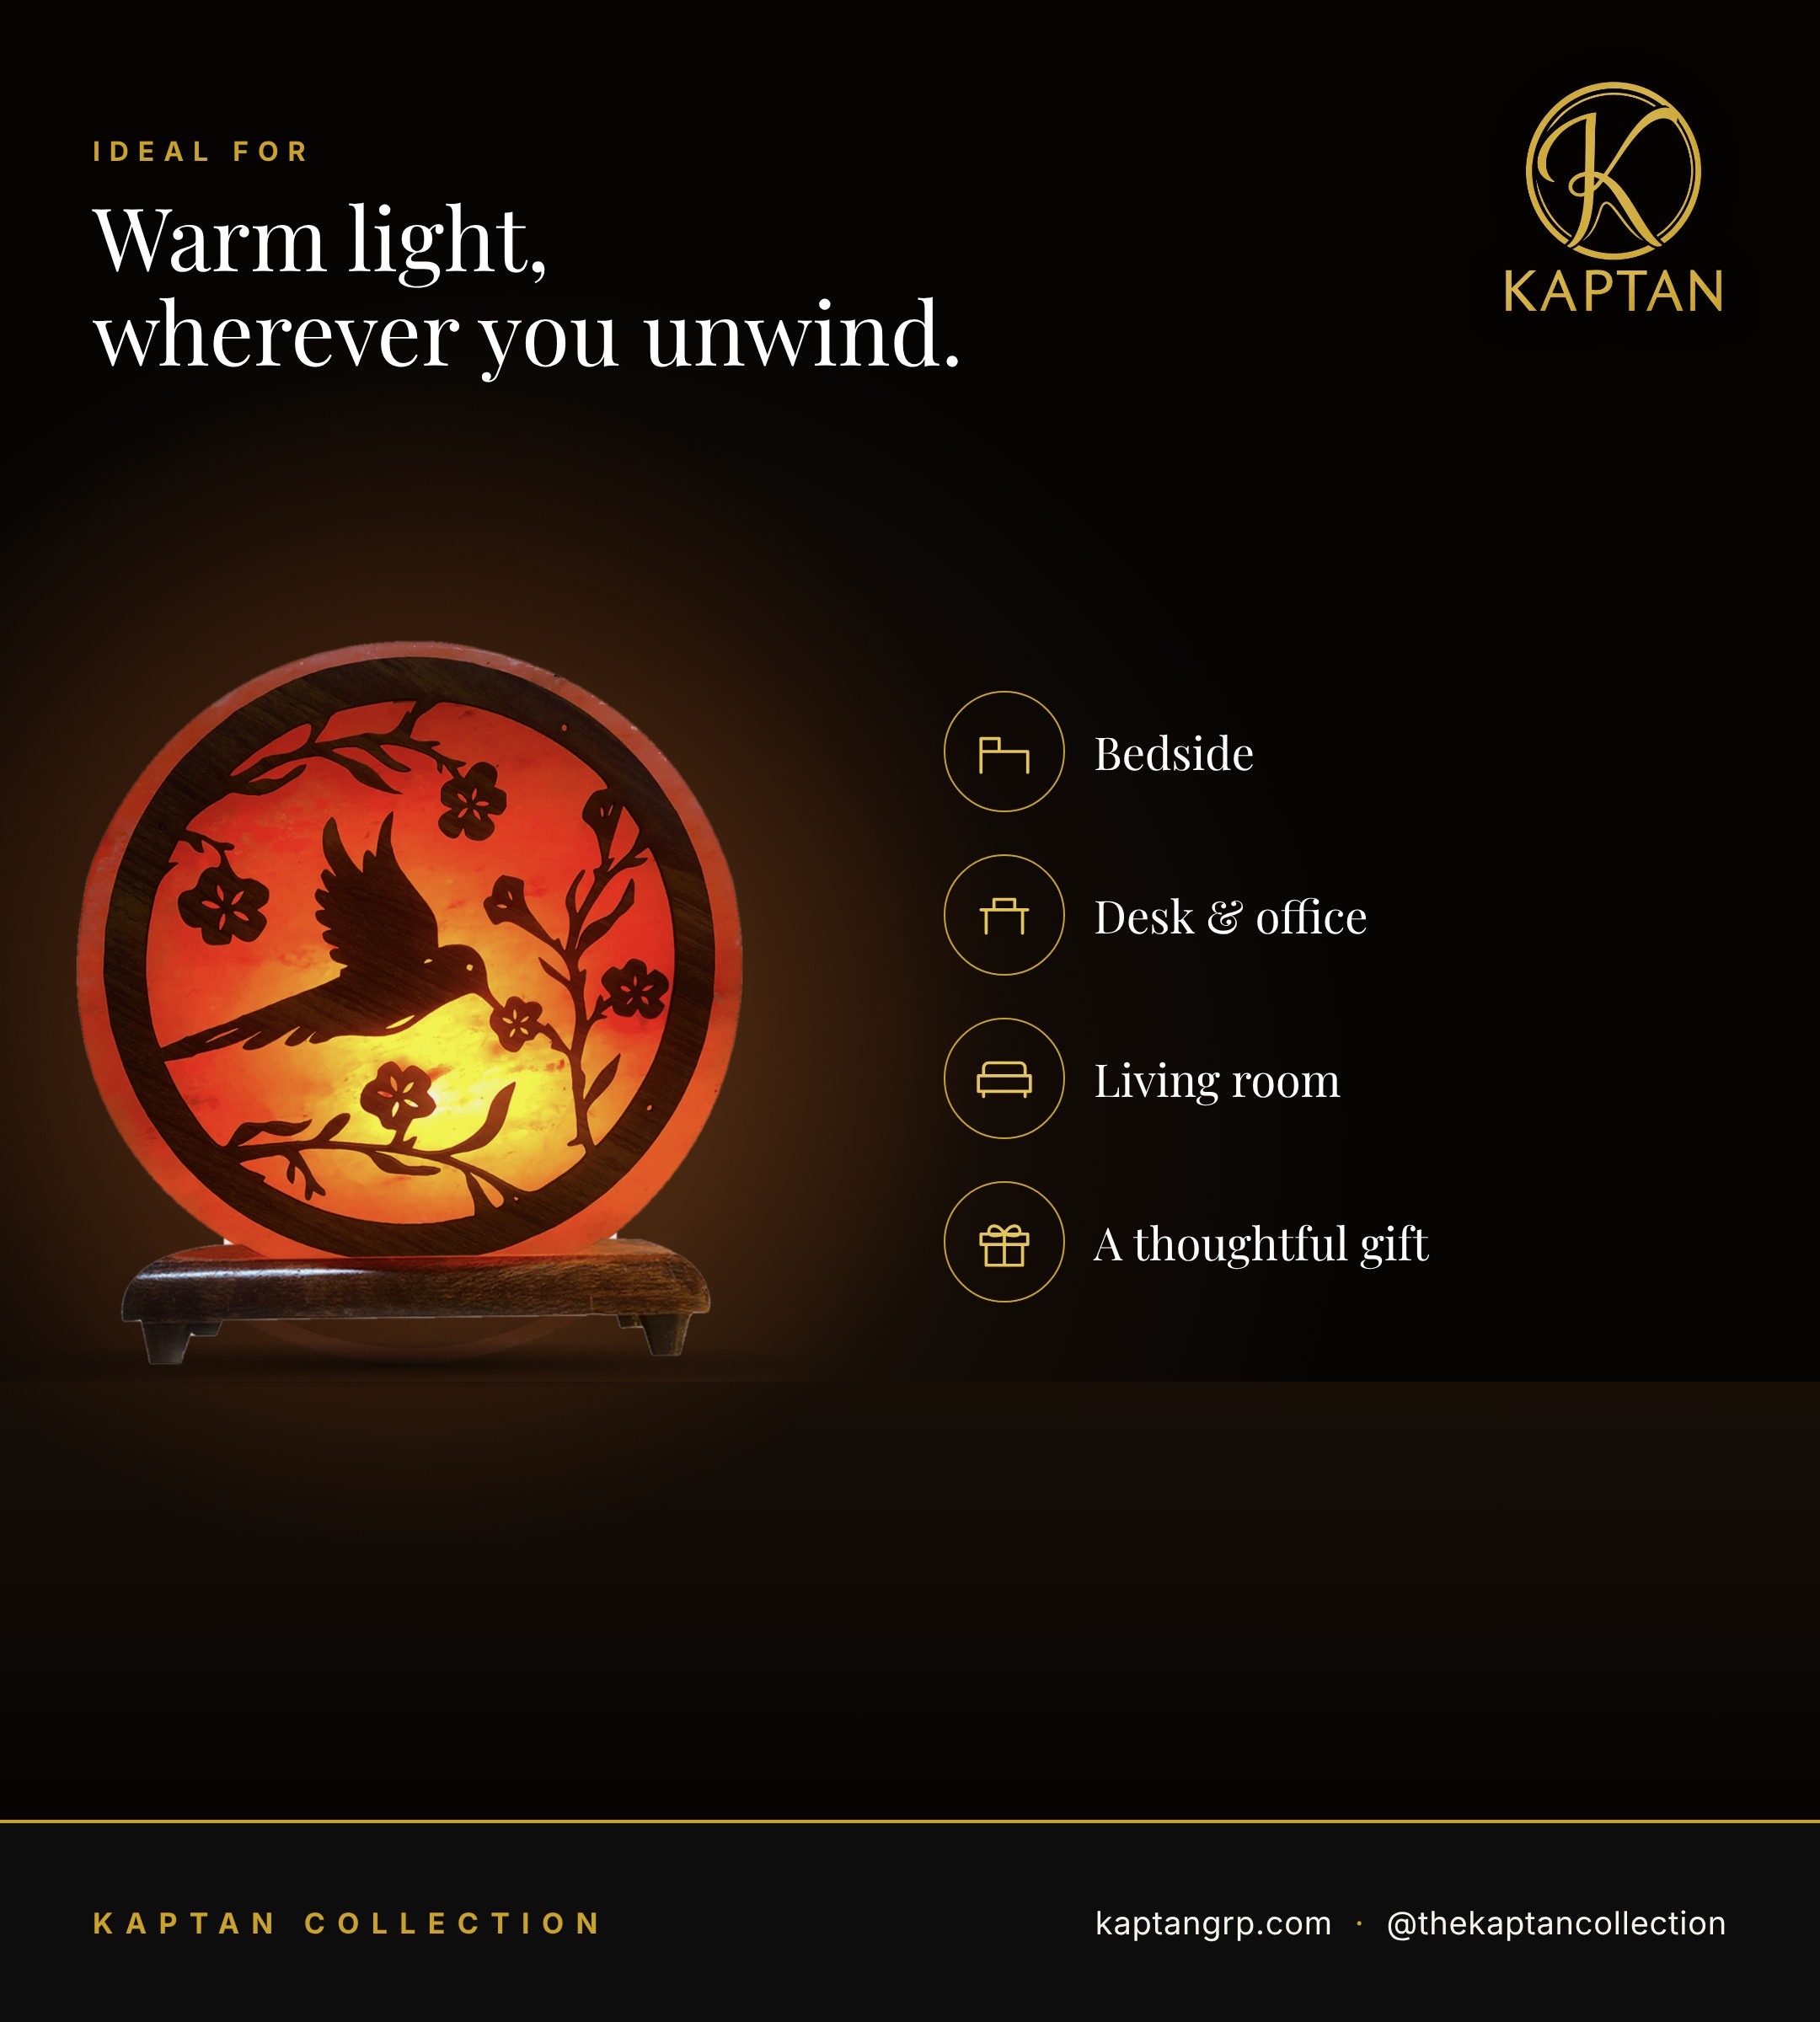 IDEAL FOR
Warm light,
wherever you unwind.
K
KAPTAN
Bedside
Desk & office
Living room
A thoughtful gift
KAPTAN COLLECTION
kaptangrp.com · @thekaptancollection